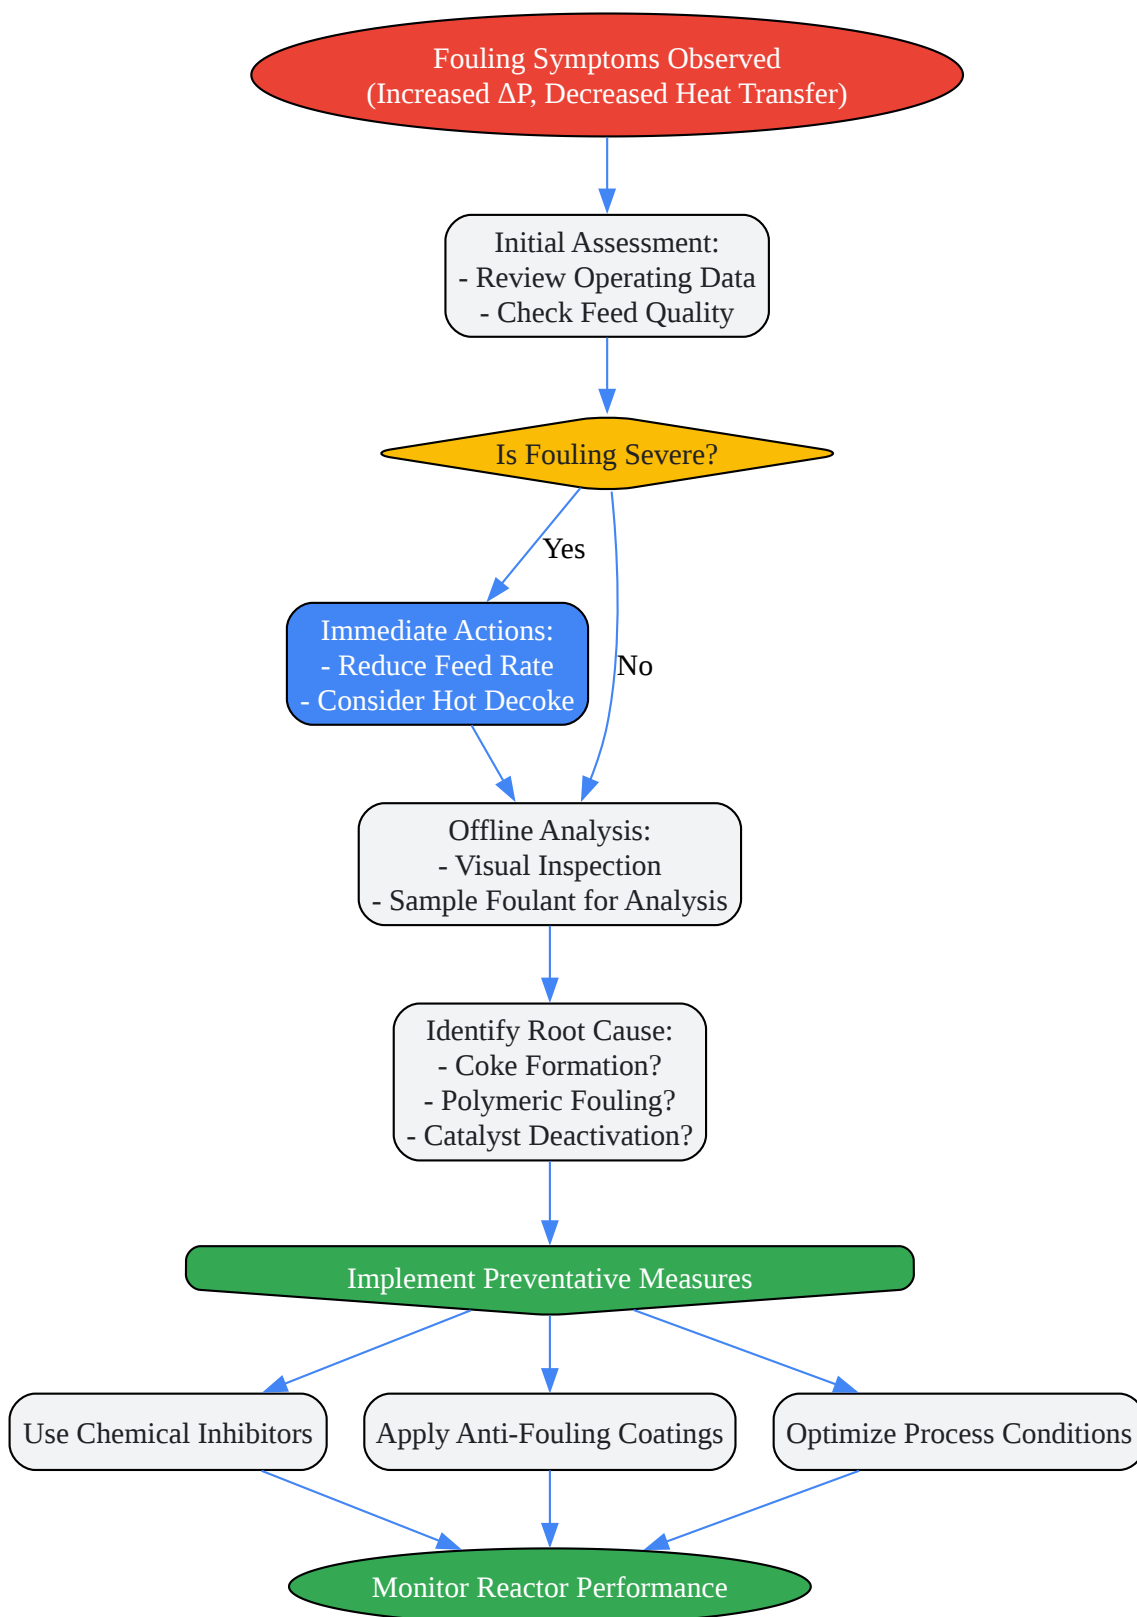 Fouling Symptoms Observed
(Increased ΔP, Decreased Heat Transfer)
Initial Assessment:
- Review Operating Data
- Check Feed Quality
Is Fouling Severe?
Yes
Immediate Actions:
- Reduce Feed Rate
- Consider Hot Decoke
No
Offline Analysis:
- Visual Inspection
- Sample Foulant for Analysis
Identify Root Cause:
- Coke Formation?
- Polymeric Fouling?
- Catalyst Deactivation?
Implement Preventative Measures
Use Chemical Inhibitors
Apply Anti-Fouling Coatings
Optimize Process Conditions
Monitor Reactor Performance